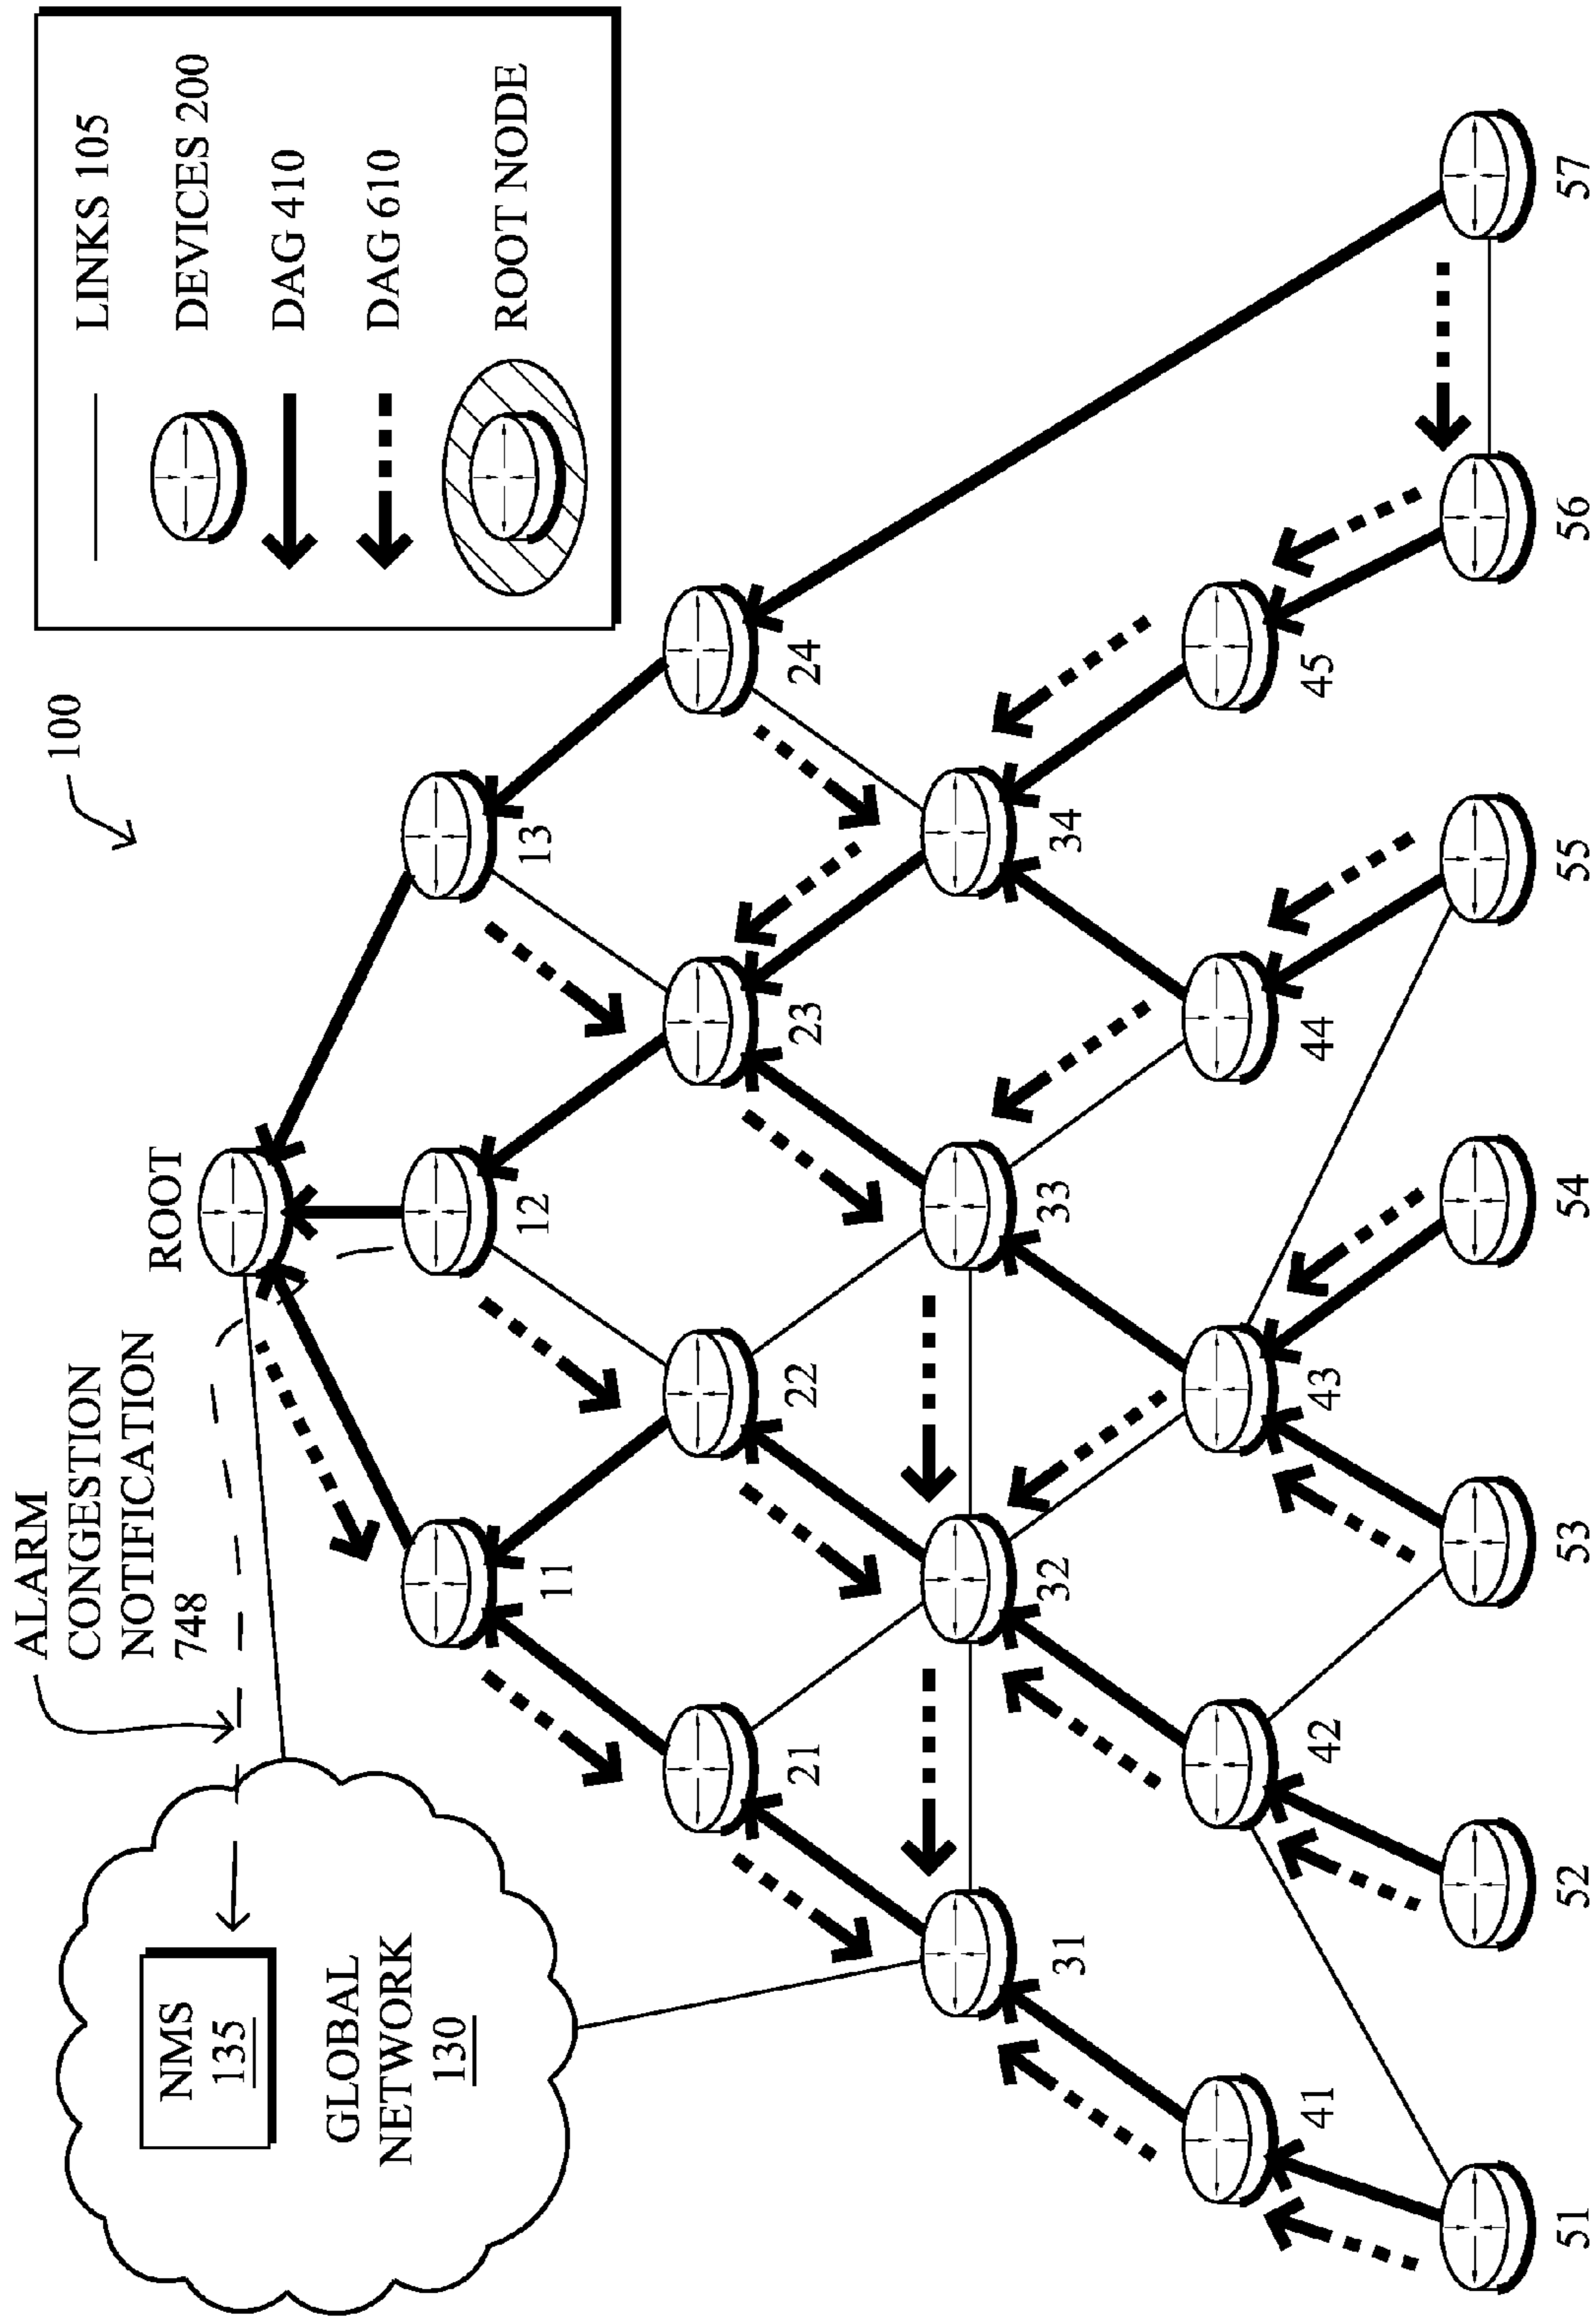 100
LINKS 105
DEVICES 200
DAG 410
DAG 610
ROOT NODE
ALARM
CONGESTION
NOTIFICATION
748
ROOT
NMS
135
GLOBAL
NETWORK
130
11
12
13
21
22
23
24
31
32
33
34
41
42
43
44
45
51
52
53
54
55
56
57